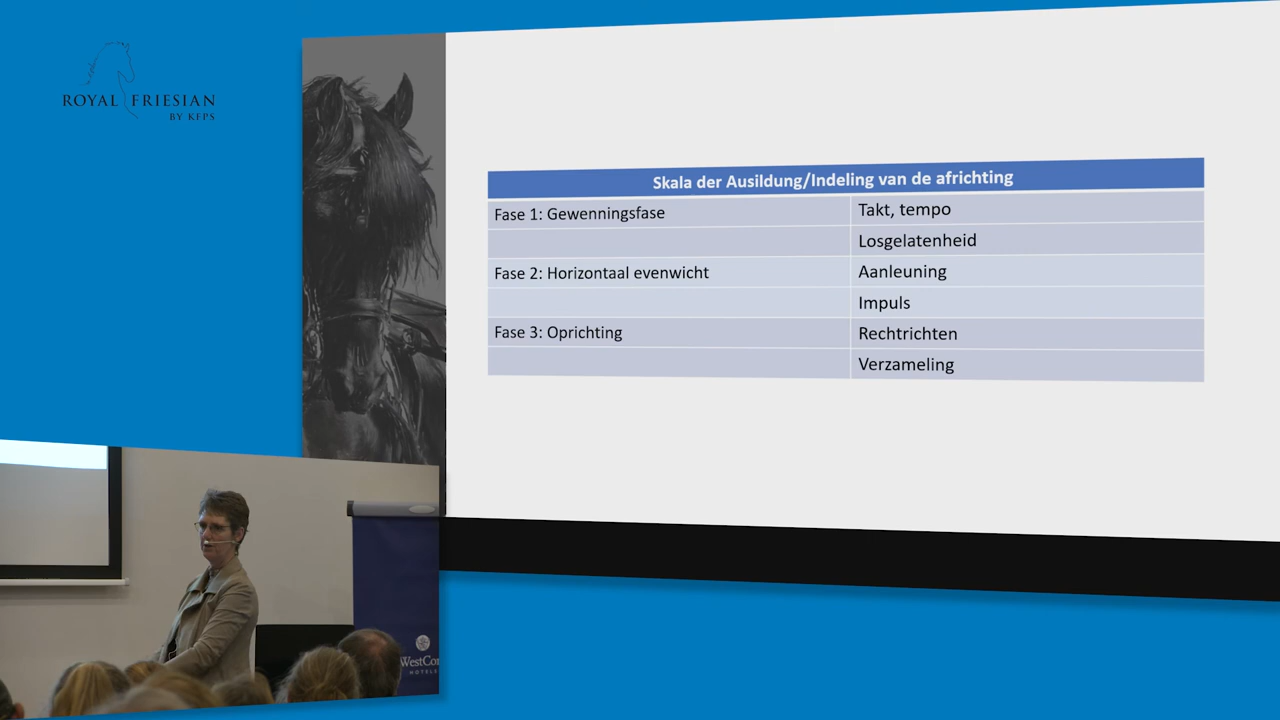 ROYAL FRIESIAN
BY KFPS
Skala der Ausildung/Indeling van de africhting
Fase 1: Gewenningsfase
Takt, tempo
Losgelatenheid
Fase 2: Horizontaal evenwicht
Aanleuning
Impuls
Fase 3: Oprichting
Rechtrichten
Verzameling
HOTELS